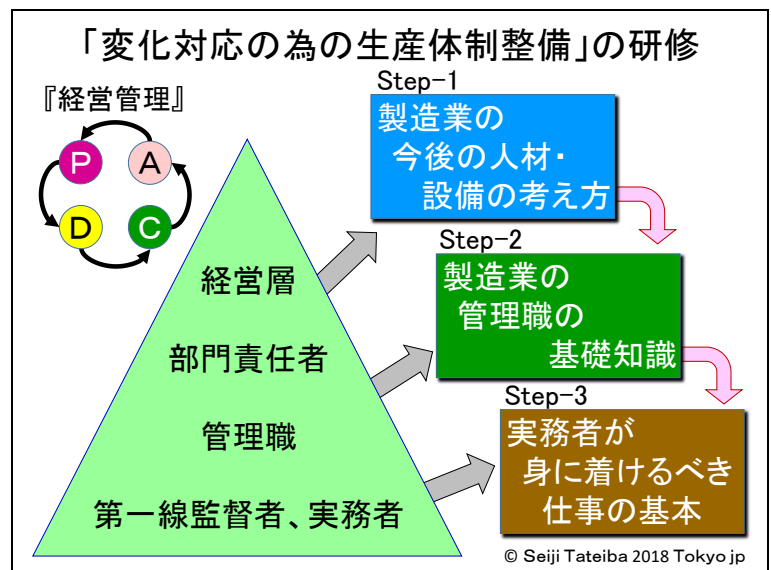 「変化対応の為の生産体制整備」の研修
『経営管理』
P
A
D
C
経営層
部門責任者
管理職
第一線監督者、実務者
Step-1
製造業の
今後の人材・
設備の考え方
Step-2
製造業の
管理職の
基礎知識
Step-3
実務者が
身に着けるべき
仕事の基本
© Seiji Tateiba 2018 Tokyo jp